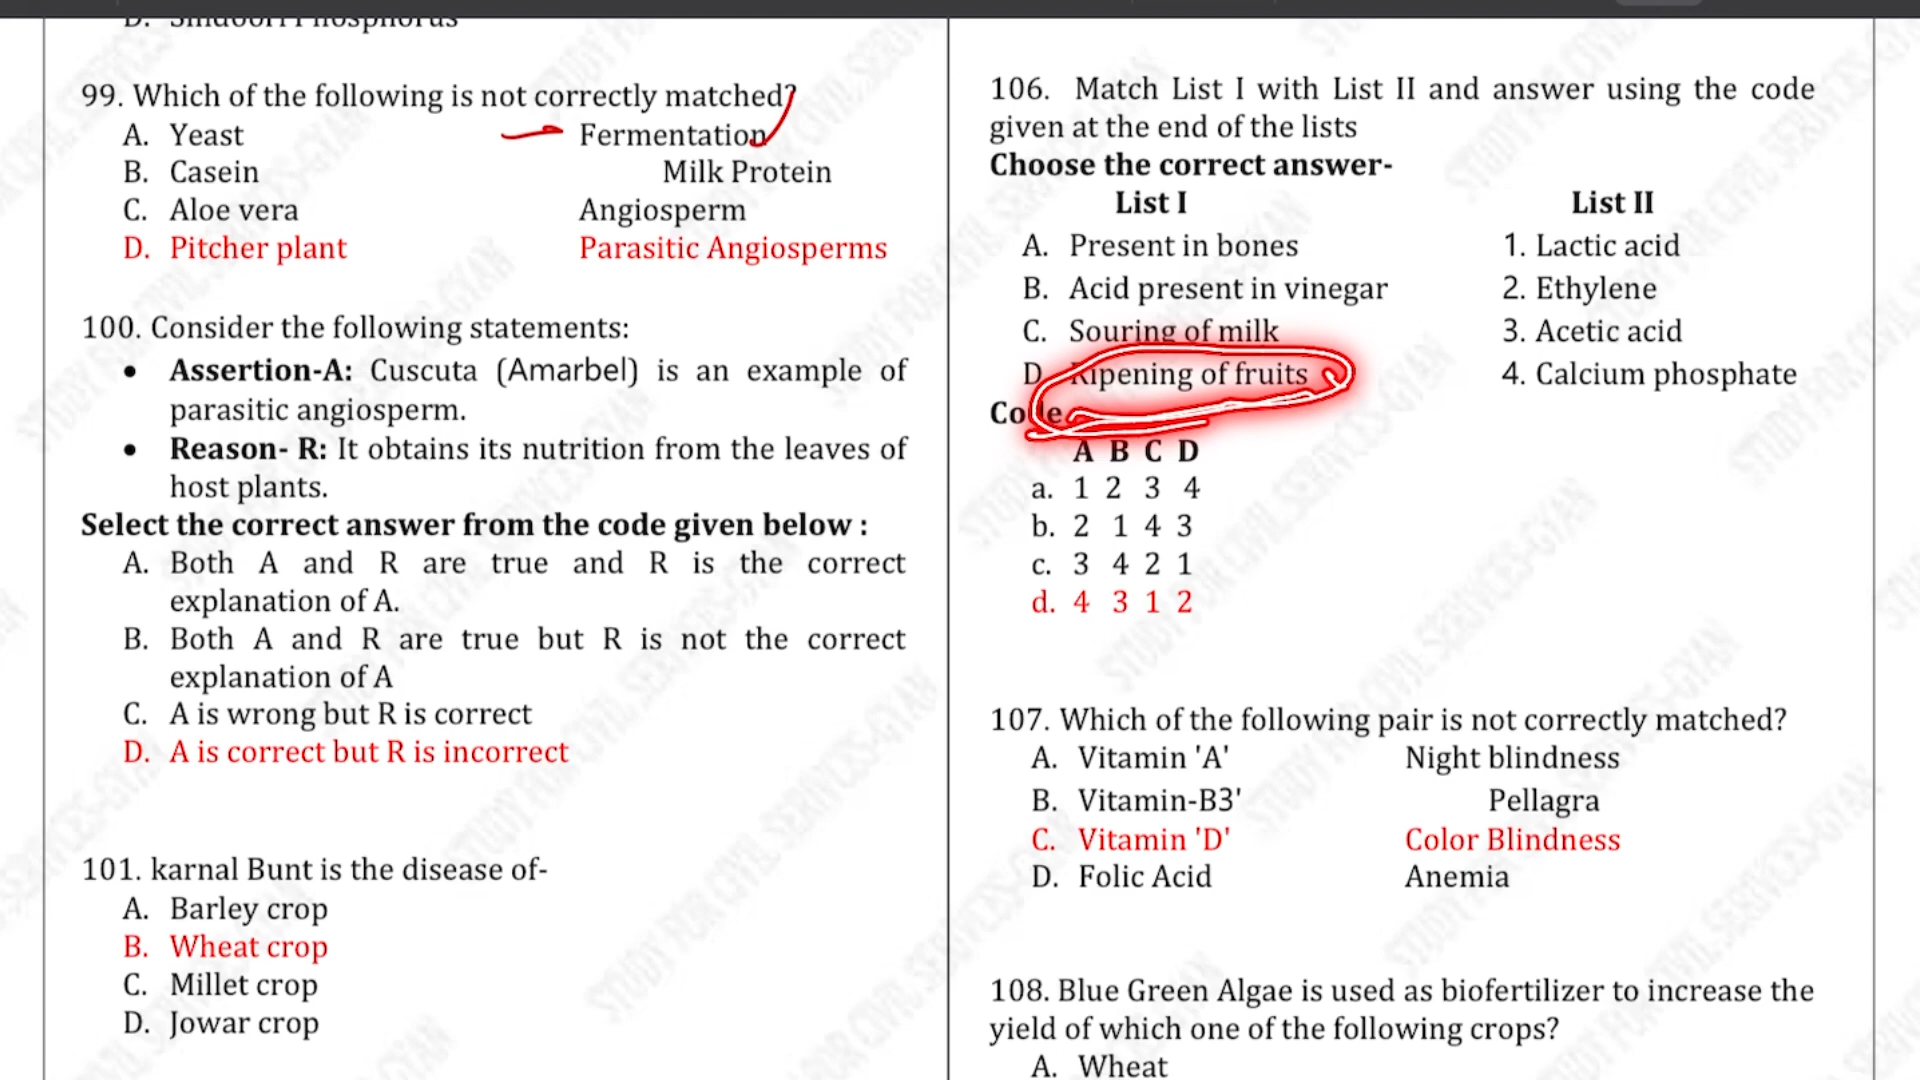 D. Sindoori Phosphorus
99. Which of the following is not correctly matched?
A. Yeast Fermentation
B. Casein Milk Protein
C. Aloe vera Angiosperm
D. Pitcher plant Parasitic Angiosperms
100. Consider the following statements:
• Assertion-A: Cuscuta (Amarbel) is an example of
parasitic angiosperm.
• Reason- R: It obtains its nutrition from the leaves of
host plants.
Select the correct answer from the code given below :
A. Both A and R are true and R is the correct
explanation of A.
B. Both A and R are true but R is not the correct
explanation of A
C. A is wrong but R is correct
D. A is correct but R is incorrect
101. karnal Bunt is the disease of-
A. Barley crop
B. Wheat crop
C. Millet crop
D. Jowar crop
106. Match List I with List II and answer using the code
given at the end of the lists
Choose the correct answer-
List I List II
A. Present in bones 1. Lactic acid
B. Acid present in vinegar 2. Ethylene
C. Souring of milk 3. Acetic acid
D. Ripening of fruits 4. Calcium phosphate
Code
A B C D
a. 1 2 3 4
b. 2 1 4 3
c. 3 4 2 1
d. 4 3 1 2
107. Which of the following pair is not correctly matched?
A. Vitamin 'A' Night blindness
B. Vitamin-B3' Pellagra
C. Vitamin 'D' Color Blindness
D. Folic Acid Anemia
108. Blue Green Algae is used as biofertilizer to increase the
yield of which one of the following crops?
A. Wheat